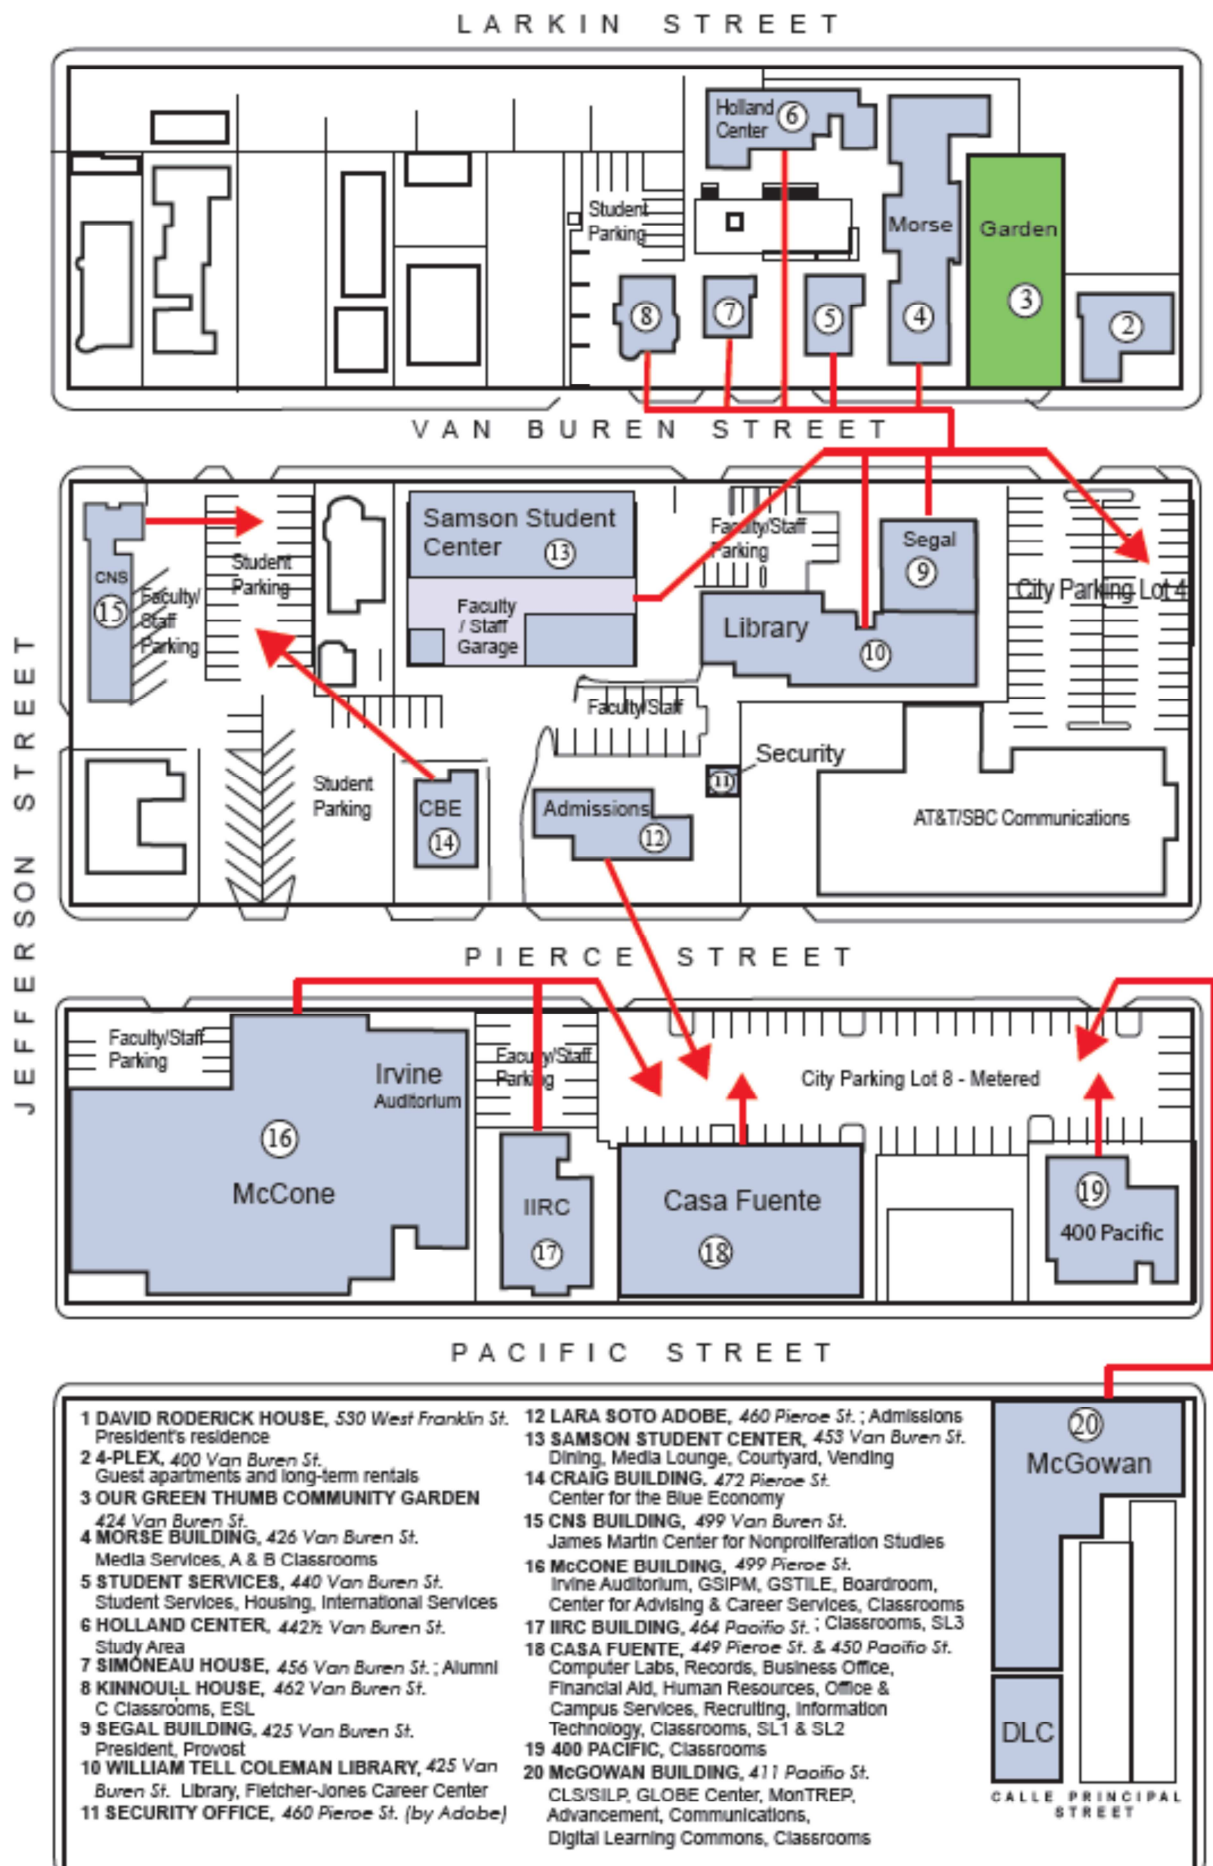 LARKIN STREET
Holland
Center
6
Student
Parking
Morse
Garden
3
8
7
5
4
2
VAN BUREN STREET
Samson Student
Center
13
Faculty/Staff
Parking
Segal
9
CNS
15
Faculty/
Staff
Parking
Student
Parking
Faculty
/ Staff
Garage
City Parking Lot 4
Library
10
Faculty/Staff
Security
11
Student
Parking
CBE
14
Admissions
12
AT&T/SBC Communications
JEFFERSON STREET
PIERCE STREET
Faculty/Staff
Parking
Irvine
Auditorium
Faculty/Staff
Parking
City Parking Lot 8 - Metered
16
McCone
IIRC
17
Casa Fuente
18
19
400 Pacific
PACIFIC STREET
1 DAVID RODERICK HOUSE, 530 West Franklin St.
President's residence
2 4-PLEX, 400 Van Buren St.
Guest apartments and long-term rentals
3 OUR GREEN THUMB COMMUNITY GARDEN
424 Van Buren St.
4 MORSE BUILDING, 426 Van Buren St.
Media Services, A & B Classrooms
5 STUDENT SERVICES, 440 Van Buren St.
Student Services, Housing, International Services
6 HOLLAND CENTER, 442½ Van Buren St.
Study Area
7 SIMONEAU HOUSE, 456 Van Buren St. ; Alumni
8 KINNOULL HOUSE, 462 Van Buren St.
C Classrooms, ESL
9 SEGAL BUILDING, 425 Van Buren St.
President, Provost
10 WILLIAM TELL COLEMAN LIBRARY, 425 Van
Buren St. Library, Fletcher-Jones Career Center
11 SECURITY OFFICE, 460 Pierce St. (by Adobe)
12 LARA SOTO ADOBE, 460 Pierce St. ; Admissions
13 SAMSON STUDENT CENTER, 453 Van Buren St.
Dining, Media Lounge, Courtyard, Vending
14 CRAIG BUILDING, 472 Pierce St.
Center for the Blue Economy
15 CNS BUILDING, 499 Van Buren St.
James Martin Center for Nonproliferation Studies
16 McCONE BUILDING, 499 Pierce St.
Irvine Auditorium, GSIPM, GSTILE, Boardroom,
Center for Advising & Career Services, Classrooms
17 IIRC BUILDING, 464 Pacific St. ; Classrooms, SL3
18 CASA FUENTE, 449 Pierce St. & 450 Pacific St.
Computer Labs, Records, Business Office,
Financial Aid, Human Resources, Office &
Campus Services, Recruiting, Information
Technology, Classrooms, SL1 & SL2
19 400 PACIFIC, Classrooms
20 McGOWAN BUILDING, 411 Pacific St.
CLS/SILP, GLOBE Center, MonTREP,
Advancement, Communications,
Digital Learning Commons, Classrooms
20
McGowan
DLC
CALLE PRINCIPAL
STREET